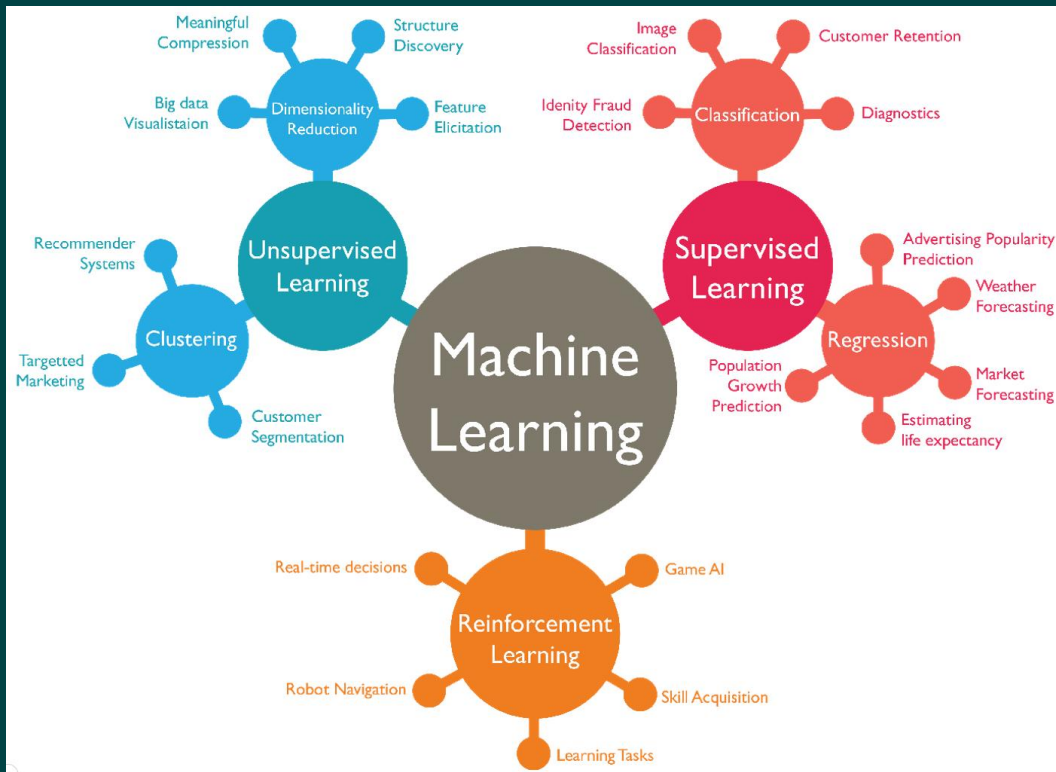 Meaningful
Compression
Structure
Discovery
Big data
Visualistaion
Dimensionality
Reduction
Feature
Elicitation
Image
Classification
Customer Retention
Idenity Fraud
Detection
Classification
Diagnostics
Recommender
Systems
Unsupervised
Learning
Clustering
Targetted
Marketing
Customer
Segmentation
Machine
Learning
Supervised
Learning
Advertising Popularity
Prediction
Weather
Forecasting
Regression
Population
Growth
Prediction
Market
Forecasting
Estimating
life expectancy
Real-time decisions
Game AI
Reinforcement
Learning
Robot Navigation
Skill Acquisition
Learning Tasks